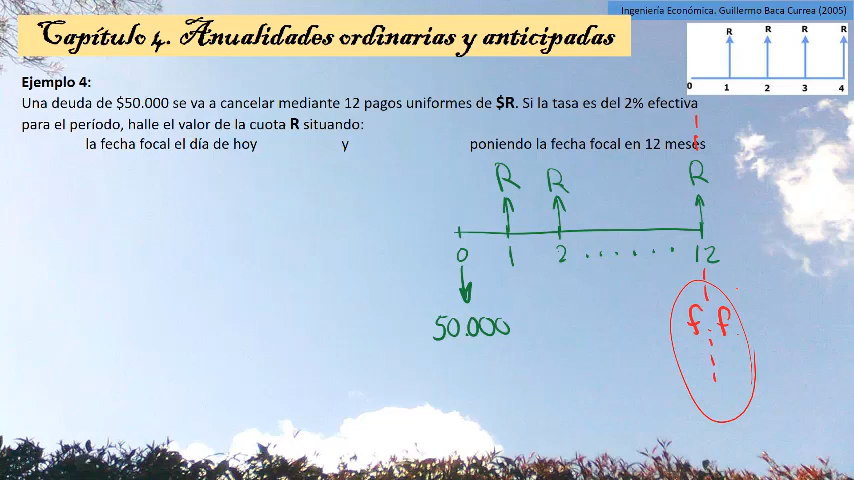 Ingeniería Económica. Guillermo Baca Currea (2005)
Capítulo 4. Anualidades ordinarias y anticipadas
R R R R
0 1 2 3 4
Ejemplo 4:
Una deuda de $50.000 se va a cancelar mediante 12 pagos uniformes de $R. Si la tasa es del 2% efectiva
para el período, halle el valor de la cuota R situando:
la fecha focal el día de hoy y poniendo la fecha focal en 12 meses
R R R
0 1 2 ....... 12
50.000
f.f.